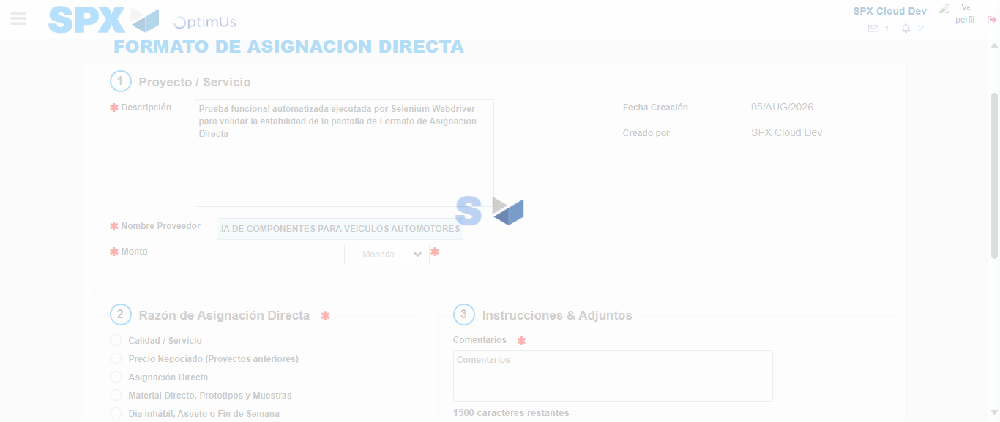 SPX
OptimUs
SPX Cloud Dev
Ve
perfil
1
2
FORMATO DE ASIGNACION DIRECTA
1 Proyecto / Servicio
* Descripción
Prueba funcional automatizada ejecutada por Selenium Webdriver
para validar la estabilidad de la pantalla de Formato de Asignacion
Directa
Fecha Creación 05/AUG/2026
Creado por SPX Cloud Dev
S
* Nombre Proveedor IA DE COMPONENTES PARA VEICULOS AUTOMOTORES
* Monto Moneda *
2 Razón de Asignación Directa *
Calidad / Servicio
Precio Negociado (Proyectos anteriores)
Asignación Directa
Material Directo, Prototipos y Muestras
Día inhábil, Asueto o Fin de Semana
3 Instrucciones & Adjuntos
Comentarios *
Comentarios
1500 caracteres restantes